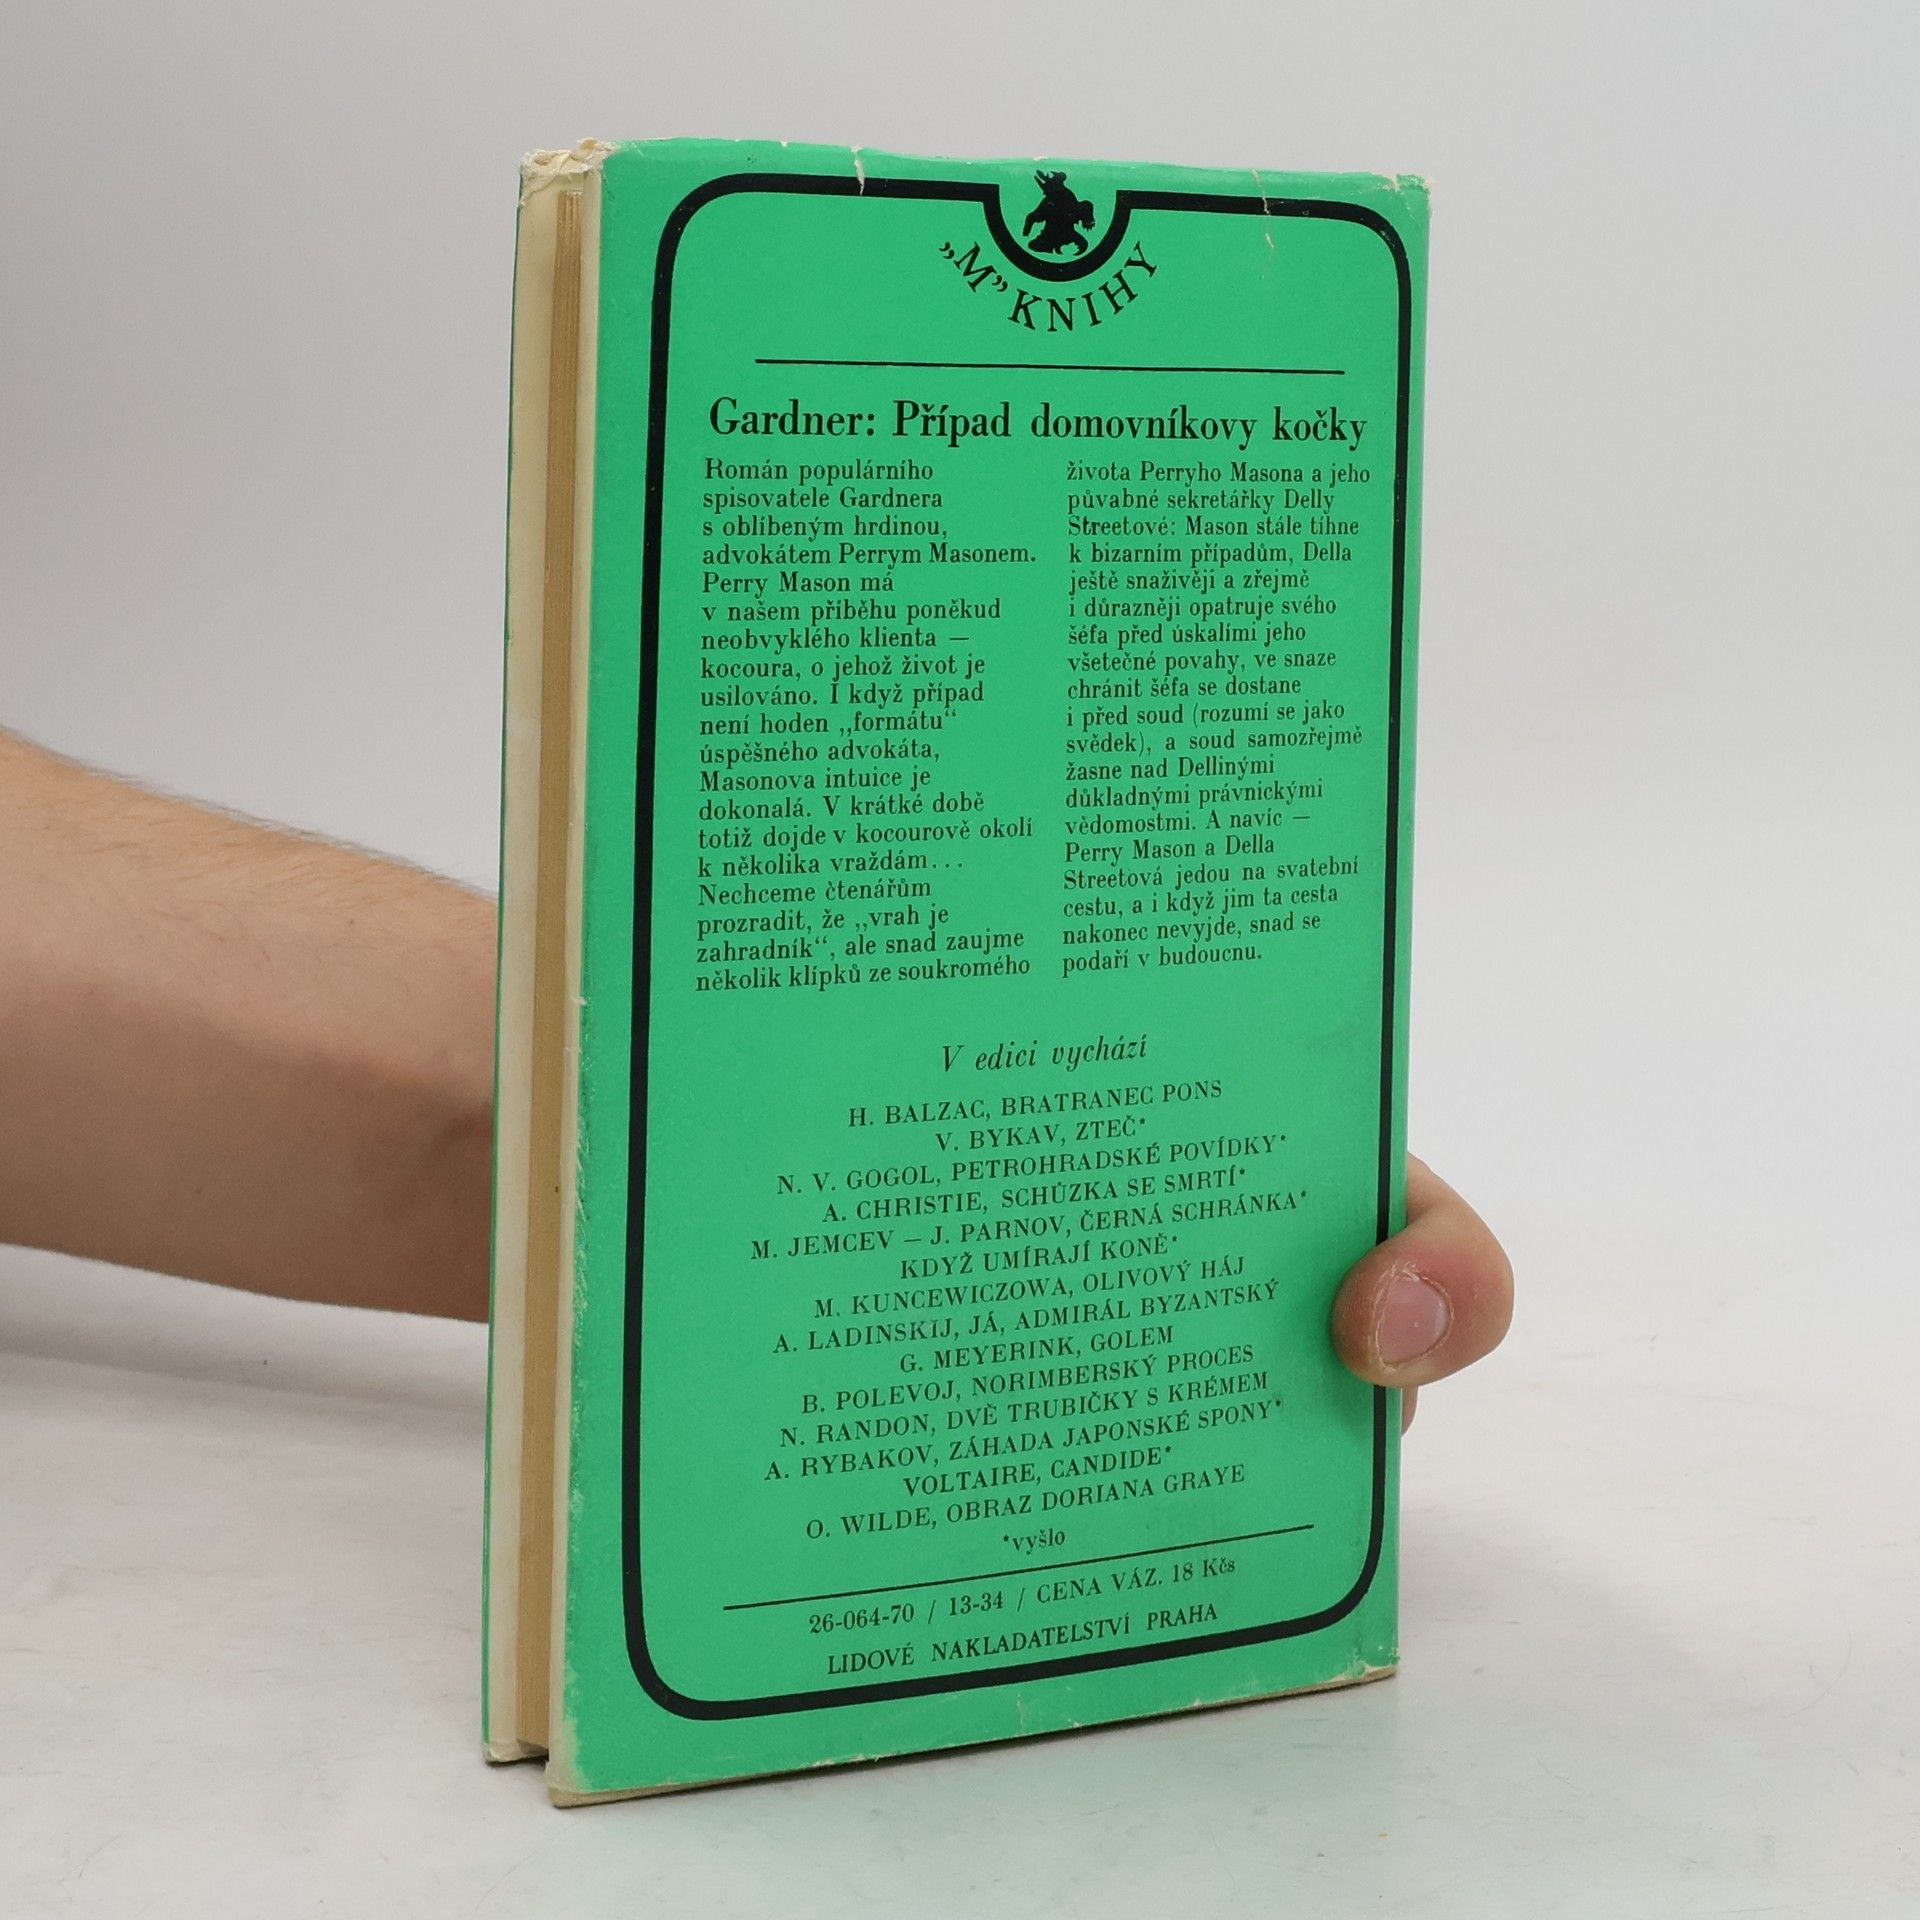 „M” KNIHY
Gardner: Případ domovníkovy kočky
Román populárního
spisovatele Gardnera
s oblíbeným hrdinou,
advokátem Perrym Masonem.
Perry Mason má
v našem příběhu poněkud
neobvyklého klienta —
kocoura, o jehož život je
usilováno. I když případ
není hoden „formátu“
úspěšného advokáta,
Masonova intuice je
dokonalá. V krátké době
totiž dojde v kocourově okolí
k několika vraždám...
Nechceme čtenářům
prozradit, že „vrah je
zahradník“, ale snad zaujme
několik klípků ze soukromého
života Perryho Masona a jeho
půvabné sekretářky Delly
Streetové: Mason stále tíhne
k bizarním případům, Della
ještě snaživěji a zřejmě
i důrazněji opatruje svého
šéfa před úskalími jeho
všetečné povahy, ve snaze
chránit šéfa se dostane
i před soud (rozumí se jako
svědek), a soud samozřejmě
žasne nad Dellinými
důkladnými právnickými
vědomostmi. A navíc —
Perry Mason a Della
Streetová jedou na svatební
cestu, a i když jim ta cesta
nakonec nevyjde, snad se
podaří v budoucnu.
V edici vychází
H. BALZAC, BRATRANEC PONS
V. BYKAV, ZTEČ*
N. V. GOGOL, PETROHRADSKÉ POVÍDKY*
A. CHRISTIE, SCHŮZKA SE SMRTÍ*
M. JEMCEV – J. PARNOV, ČERNÁ SCHRÁNKA*
KDYŽ UMÍRAJÍ KONĚ*
M. KUNCEWICZOWA, OLIVOVÝ HÁJ
A. LADINSKIJ, JÁ, ADMIRÁL BYZANTSKÝ
G. MEYERINK, GOLEM
B. POLEVOJ, NORIMBERSKÝ PROCES
N. RANDON, DVĚ TRUBIČKY S KRÉMEM
A. RYBAKOV, ZÁHADA JAPONSKÉ SPONY*
VOLTAIRE, CANDIDE*
O. WILDE, OBRAZ DORIANA GRAYE
*vyšlo
26-064-70 / 13-34 / CENA VÁZ. 18 Kčs
LIDOVÉ NAKLADATELSTVÍ PRAHA